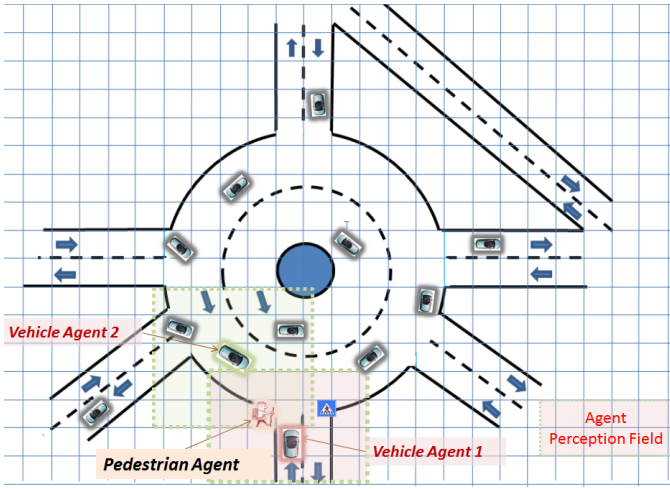 Vehicle Agent 2
Agent
Perception Field
Vehicle Agent 1
Pedestrian Agent